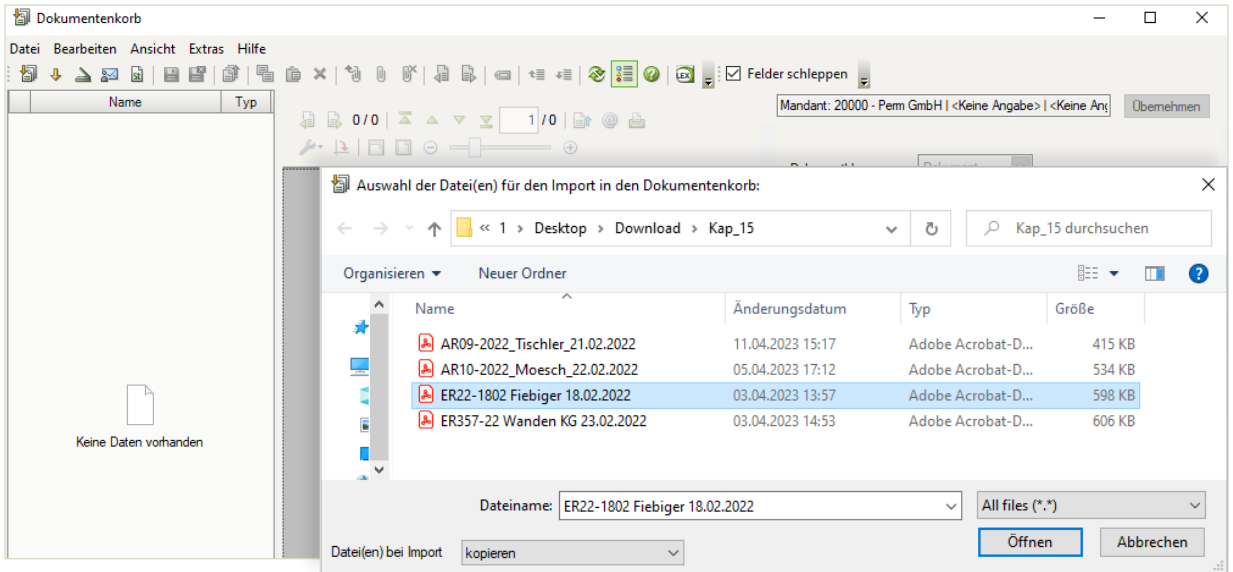 Dokumentenkorb
Datei Bearbeiten Ansicht Extras Hilfe
LEX Felder schleppen
Name Typ
Mandant: 20000 - Perm GmbH | <Keine Angabe> | <Keine Ang
Übernehmen
0 / 0 1 / 0
Auswahl der Datei(en) für den Import in den Dokumentenkorb:
« 1 › Desktop › Download › Kap_15
Kap_15 durchsuchen
Organisieren Neuer Ordner
Name Änderungsdatum Typ Größe
AR09-2022_Tischler_21.02.2022 11.04.2023 15:17 Adobe Acrobat-D... 415 KB
AR10-2022_Moesch_22.02.2022 05.04.2023 17:12 Adobe Acrobat-D... 534 KB
ER22-1802 Fiebiger 18.02.2022 03.04.2023 13:57 Adobe Acrobat-D... 598 KB
ER357-22 Wanden KG 23.02.2022 03.04.2023 14:53 Adobe Acrobat-D... 606 KB
Keine Daten vorhanden
Dateiname: ER22-1802 Fiebiger 18.02.2022 All files (*.*)
Öffnen Abbrechen
Datei(en) bei Import kopieren